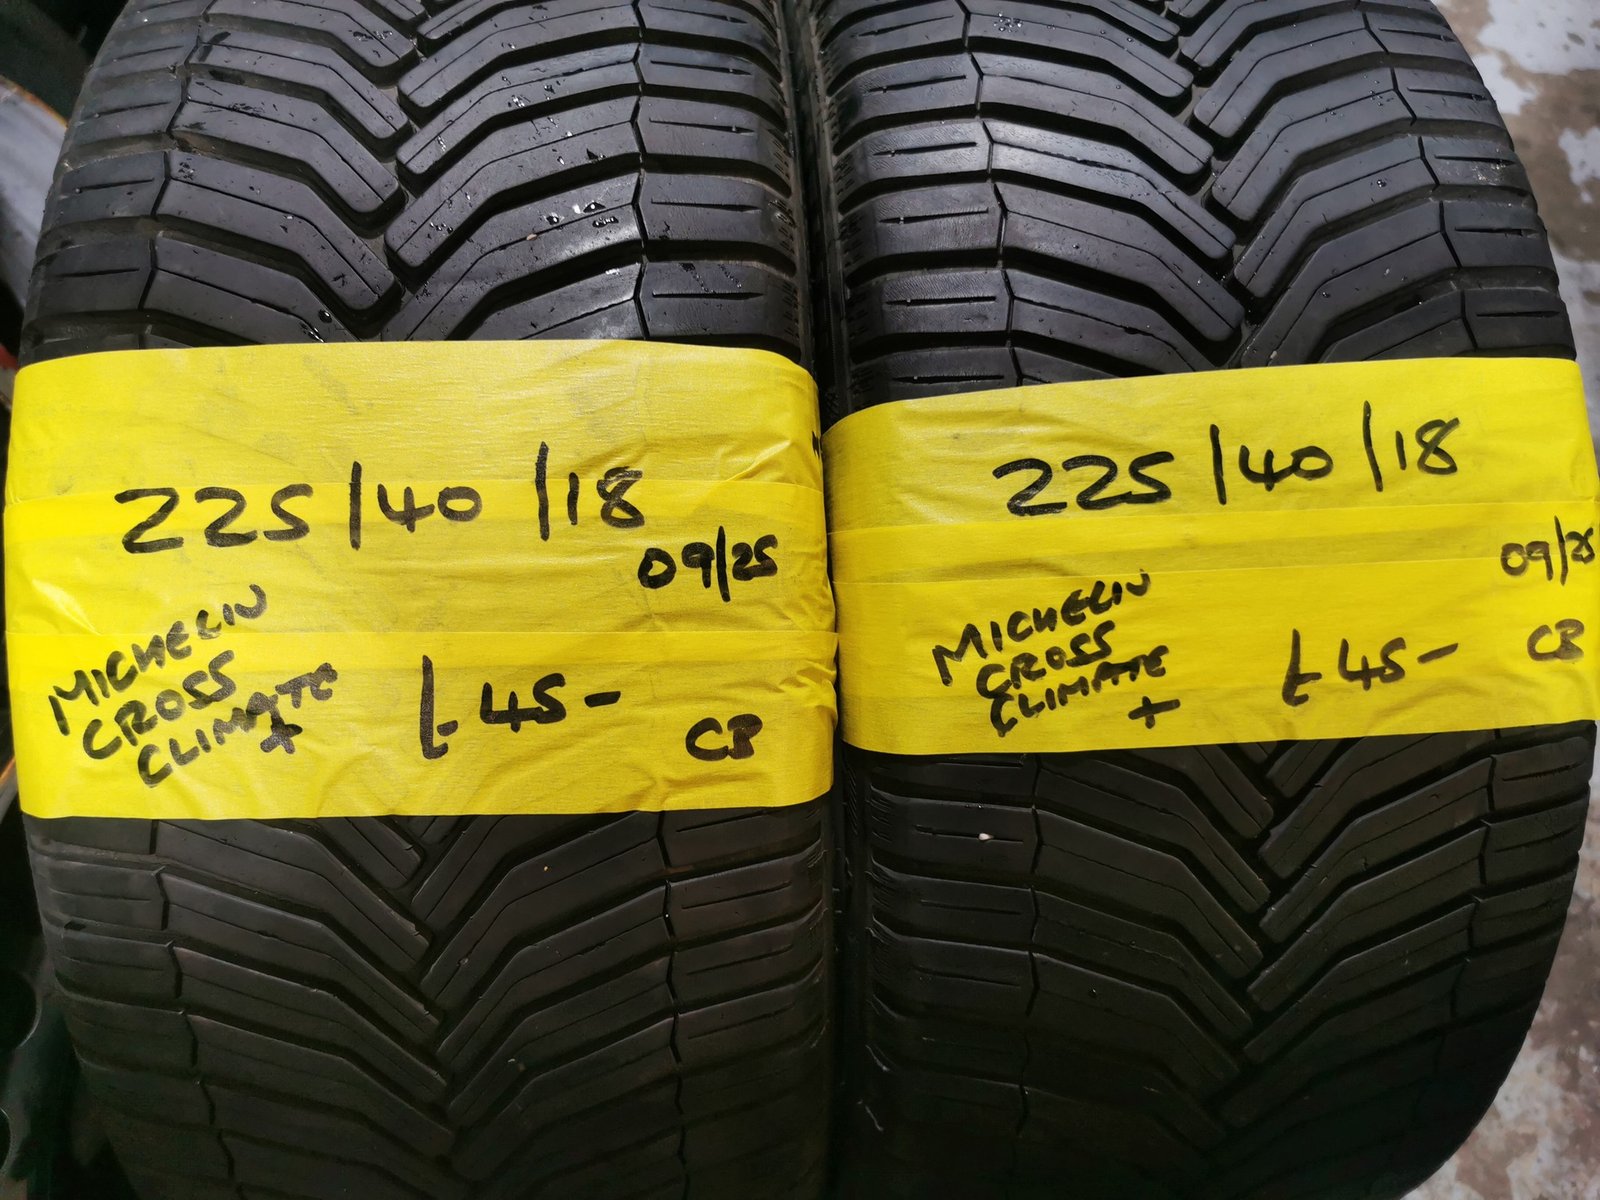 225/40/18
09/25
MICHELIN
CROSS
CLIMATE
+
£45-
CB
225/40/18
09/25
MICHELIN
CROSS
CLIMATE
+
£45-
CB